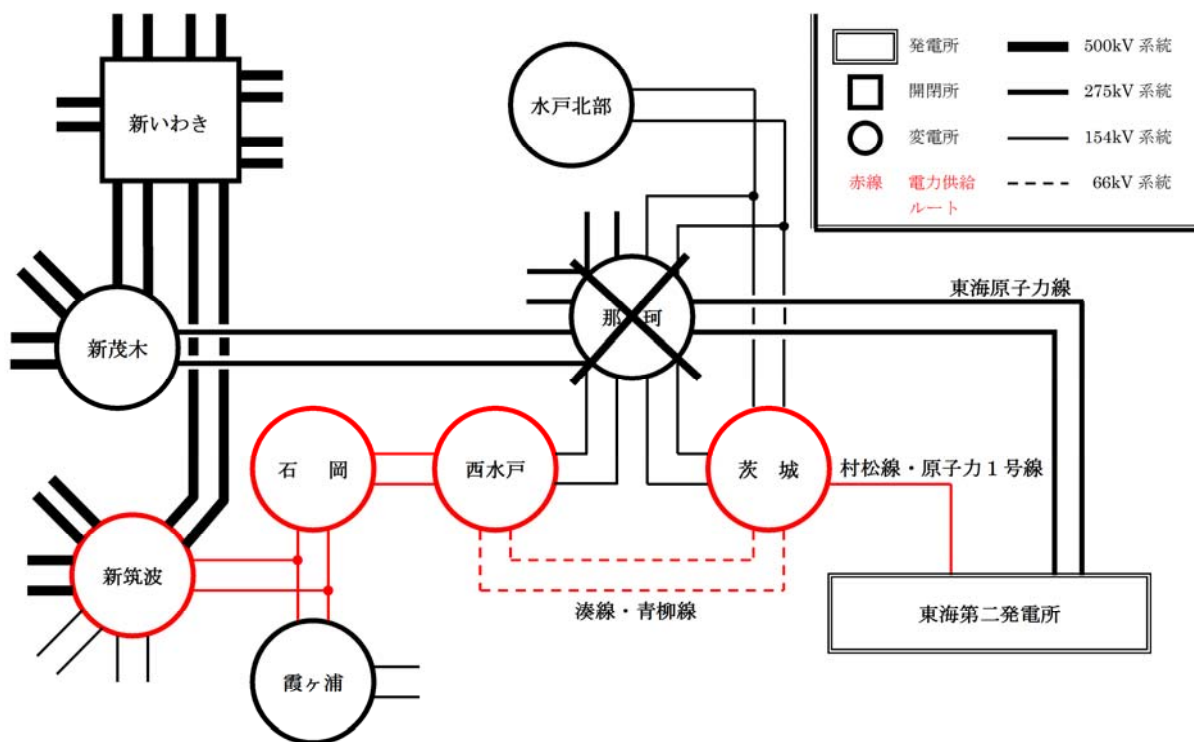 新いわき
水戸北部
発電所
500kV 系統
開閉所
275kV 系統
変電所
154kV 系統
赤線
電力供給
ルート
66kV 系統
東海原子力線
那 珂
新茂木
石 岡
西水戸
茨 城
村松線・原子力１号線
新筑波
湊線・青柳線
東海第二発電所
霞ヶ浦